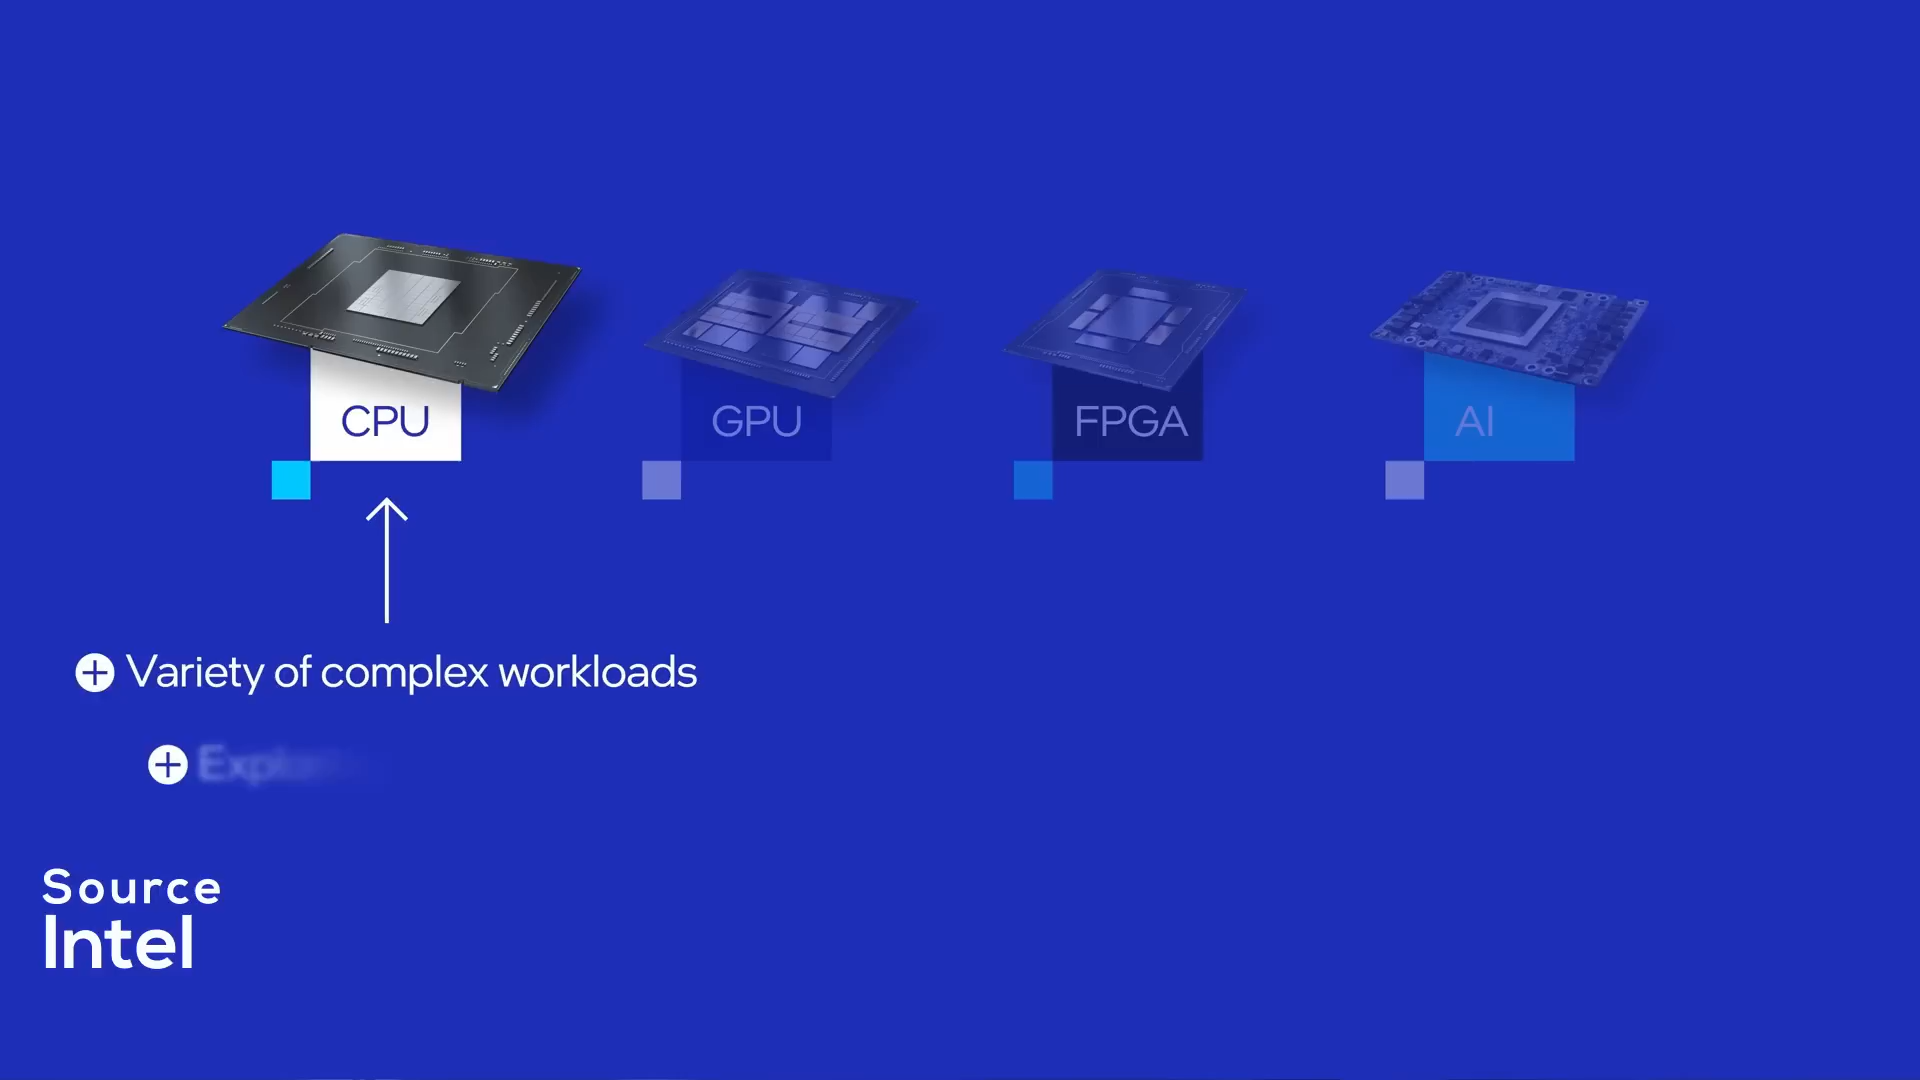 CPU
GPU
FPGA
AI
Variety of complex workloads
Source
Intel